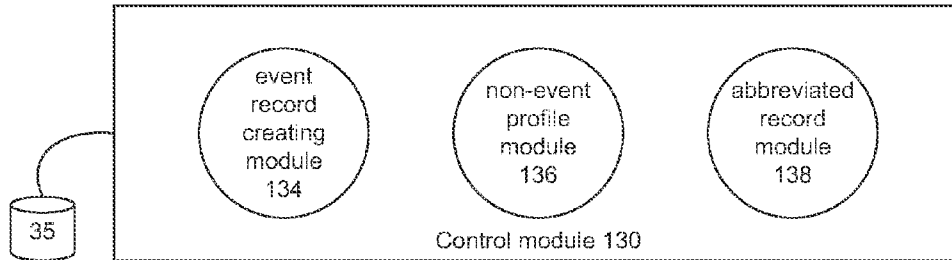 event
record
creating
module
134
non-event
profile
module
136
abbreviated
record
module
138
35
Control module 130